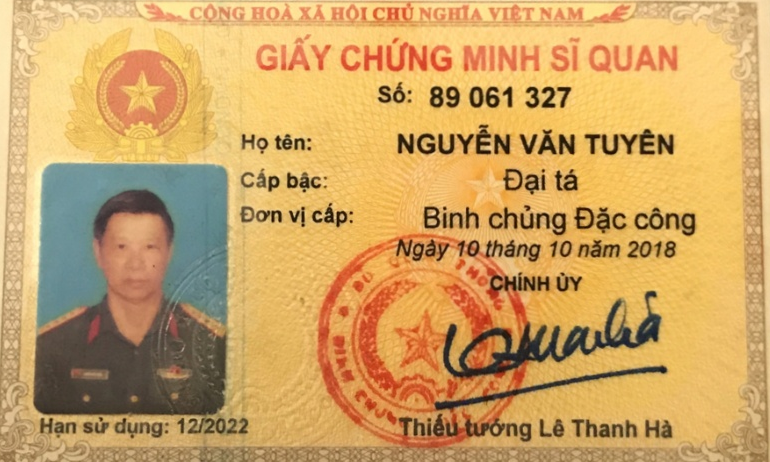 CỘNG HOÀ XÃ HỘI CHỦ NGHĨA VIỆT NAM
GIẤY CHỨNG MINH SĨ QUAN
Số: 89 061 327
Họ tên: NGUYỄN VĂN TUYÊN
Cấp bậc: Đại tá
Đơn vị cấp: Binh chủng Đặc công
Ngày 10 tháng 10 năm 2018
CHÍNH ỦY
Hạn sử dụng: 12/2022
Thiếu tướng Lê Thanh Hà